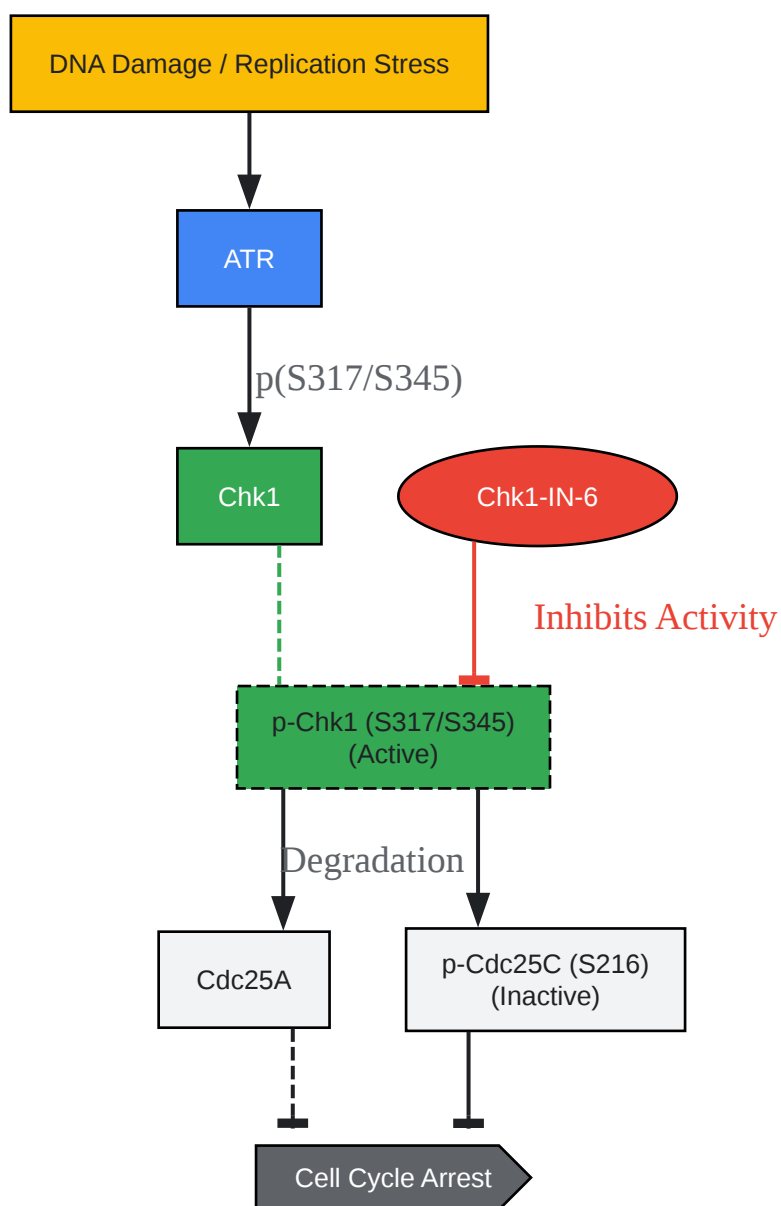 DNA Damage / Replication Stress
ATR
p(S317/S345)
Chk1
Chk1-IN-6
Inhibits Activity
p-Chk1 (S317/S345)
(Active)
Degradation
Cdc25A
p-Cdc25C (S216)
(Inactive)
Cell Cycle Arrest